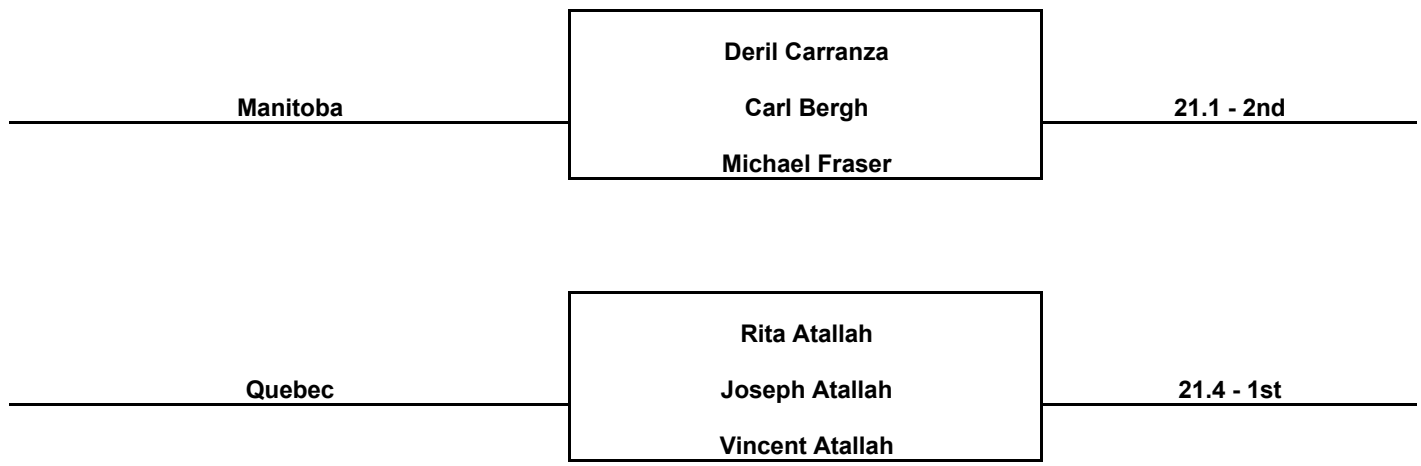 Deril Carranza
Manitoba Carl Bergh 21.1 - 2nd
Michael Fraser
Rita Atallah
Quebec Joseph Atallah 21.4 - 1st
Vincent Atallah